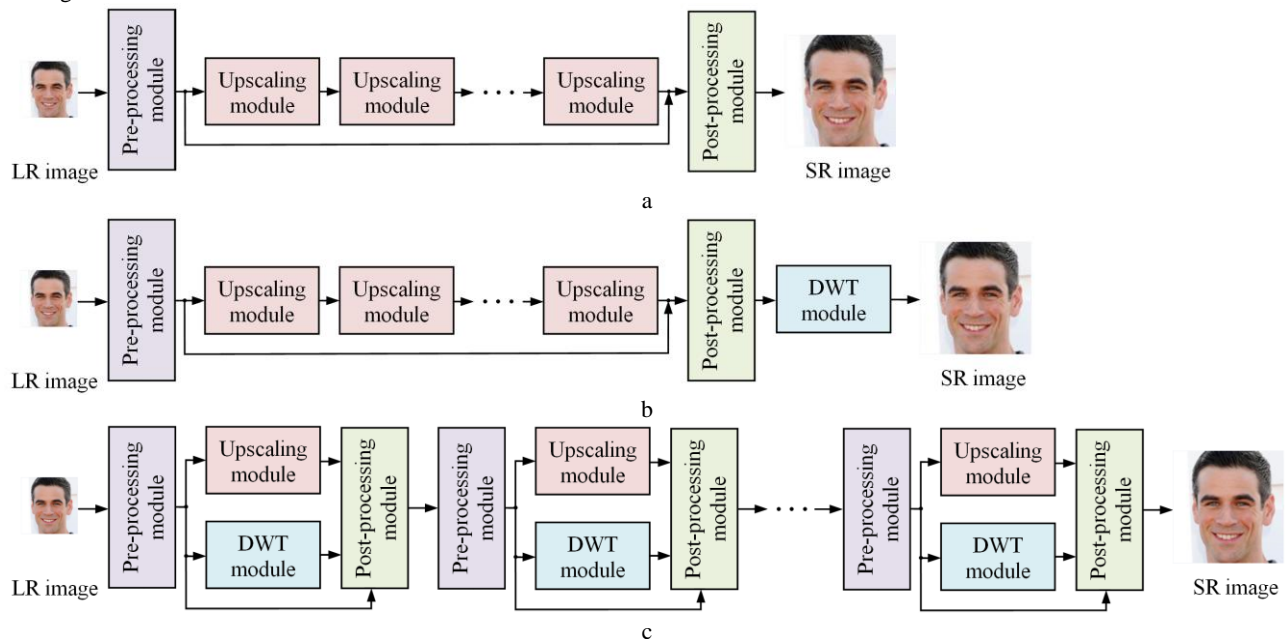 Pre-processing
module
Upscaling
module
Upscaling
module
. . . .
Upscaling
module
Post-processing
module
LR image
SR image
a
Pre-processing
module
Upscaling
module
Upscaling
module
. . . .
Upscaling
module
Post-processing
module
DWT
module
LR image
SR image
b
Pre-processing
module
Upscaling
module
DWT
module
Post-processing
module
Pre-processing
module
Upscaling
module
DWT
module
Post-processing
module
. . . .
Pre-processing
module
Upscaling
module
DWT
module
Post-processing
module
LR image
SR image
c